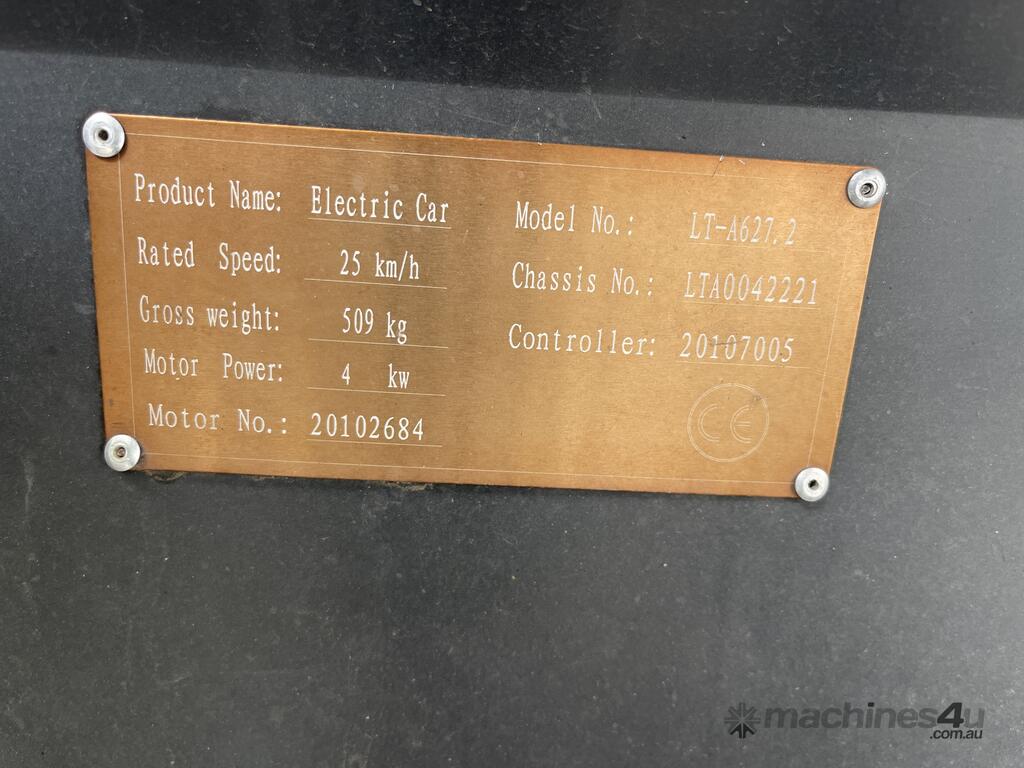 Product Name: Electric Car
Rated Speed: 25 km/h
Gross weight: 509 kg
Motor Power: 4 kw
Motor No.: 20102684
Model No.: LT-A627.2
Chassis No.: LTA0042221
Controller: 20107005
CE
machines4u
.com.au